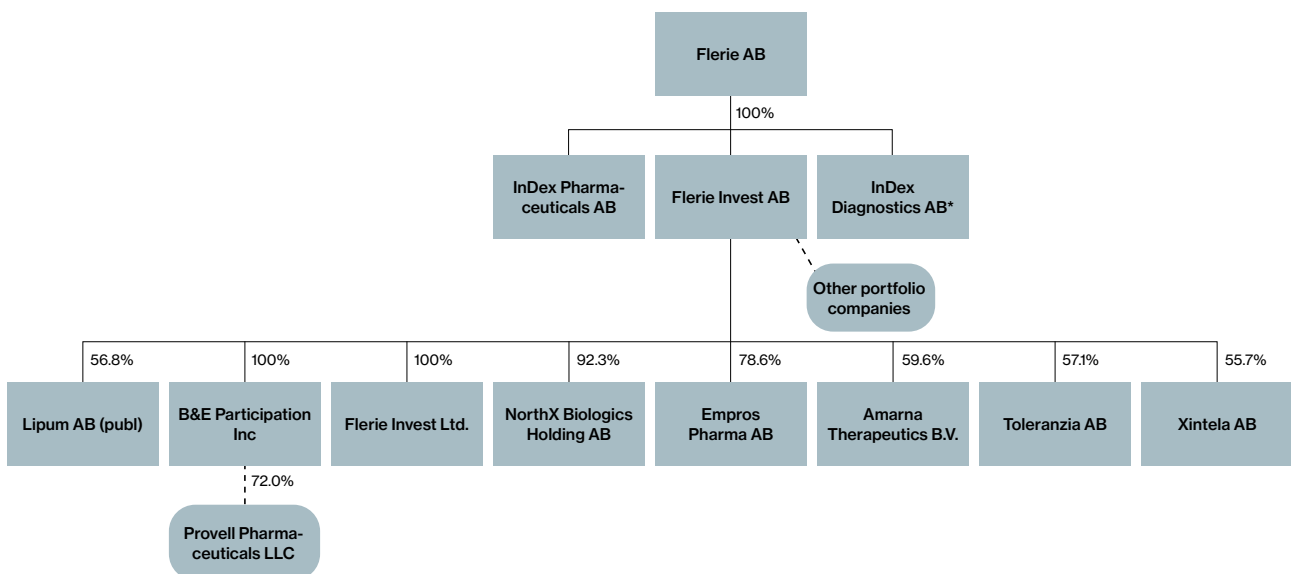 Flerie AB
100%
InDex Pharma-
ceuticals AB
Flerie Invest AB
InDex
Diagnostics AB*
Other portfolio
companies
56.8%
100%
100%
92.3%
78.6%
59.6%
57.1%
55.7%
Lipum AB (publ)
B&E Participation
Inc
Flerie Invest Ltd.
NorthX Biologics
Holding AB
Empros
Pharma AB
Amarna
Therapeutics B.V.
Toleranzia AB
Xintela AB
72.0%
Provell Pharma-
ceuticals LLC